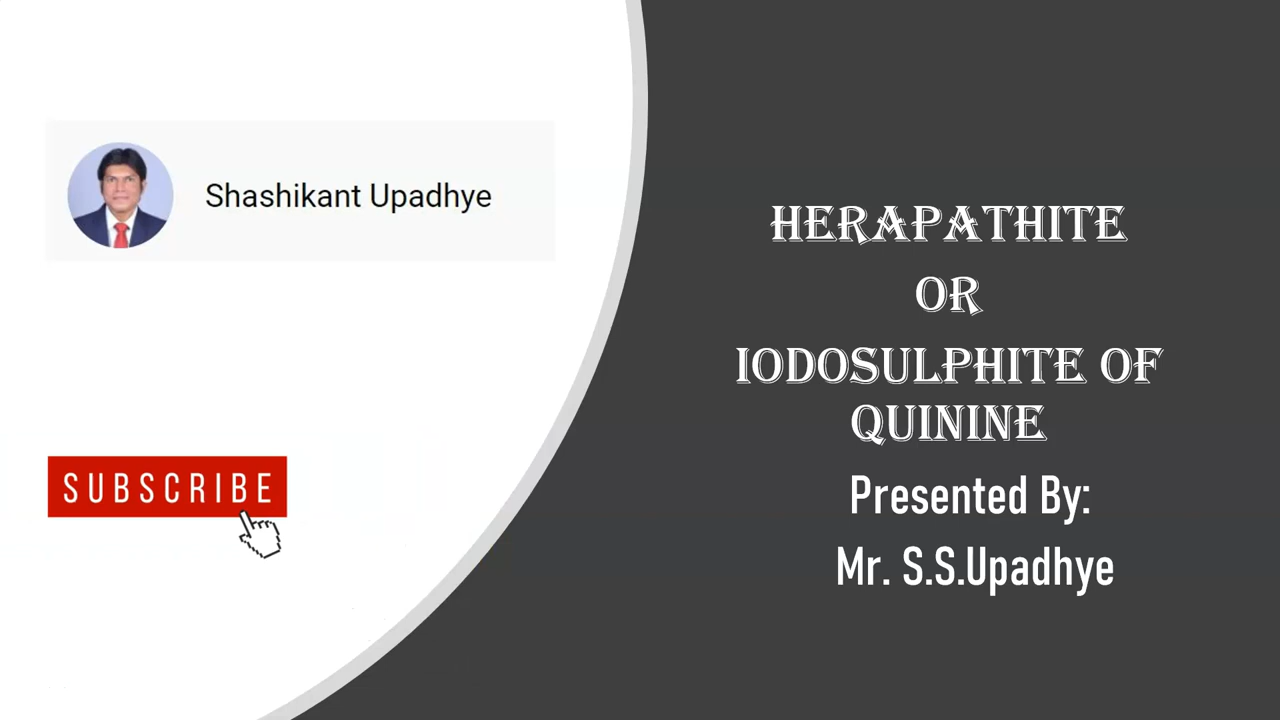 Shashikant Upadhye
SUBSCRIBE
HERAPATHITE
OR
IODOSULPHITE OF
QUININE
Presented By:
Mr. S.S.Upadhye